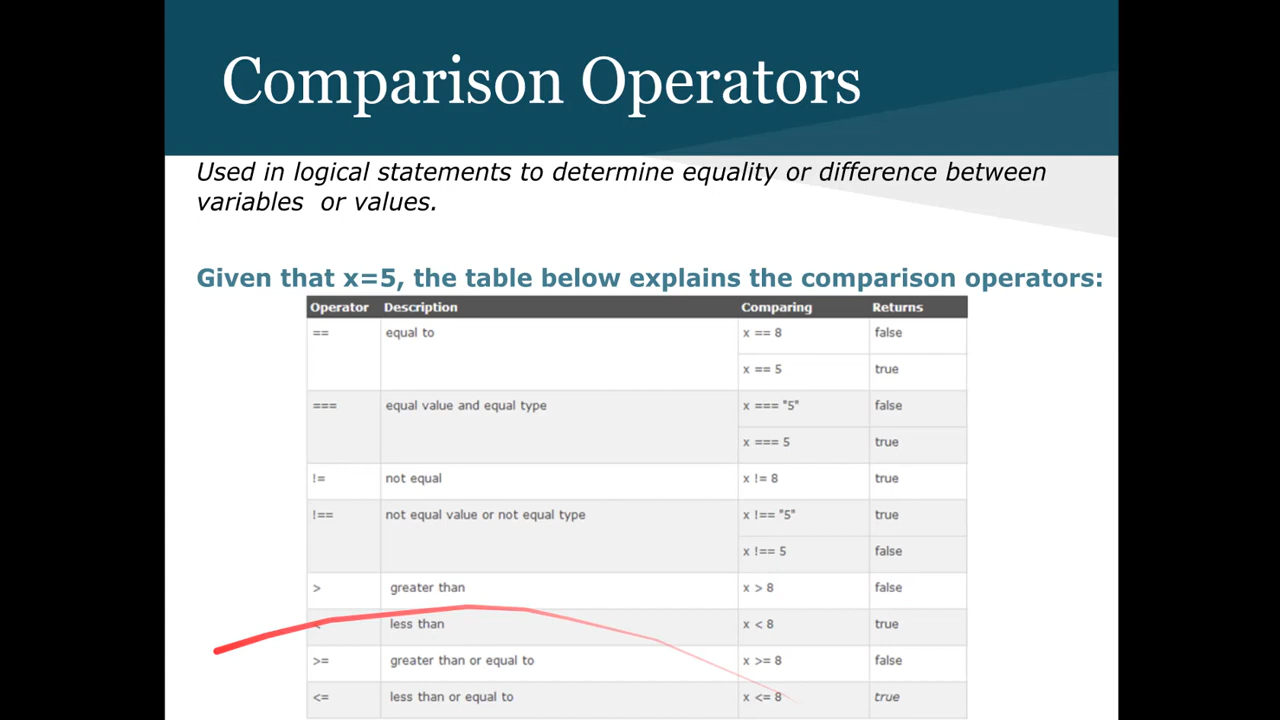 Comparison Operators
Used in logical statements to determine equality or difference between
variables or values.
Given that x=5, the table below explains the comparison operators:
Operator Description Comparing Returns
== equal to x == 8 false
x == 5 true
=== equal value and equal type x === "5" false
x === 5 true
!= not equal x != 8 true
!== not equal value or not equal type x !== "5" true
x !== 5 false
> greater than x > 8 false
< less than x < 8 true
>= greater than or equal to x >= 8 false
<= less than or equal to x <= 8 true